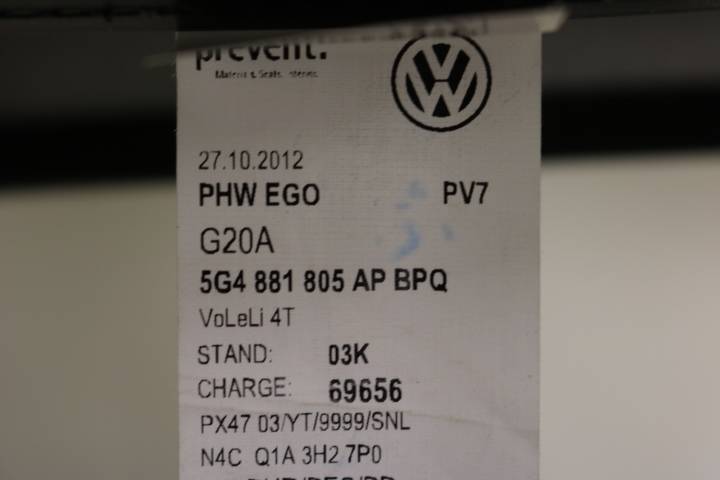 prevent.
27.10.2012
PHW EGO PV7
G20A
5G4 881 805 AP BPQ
VoLeLi 4T
STAND: 03K
CHARGE: 69656
PX47 03/YT/9999/SNL
N4C Q1A 3H2 7P0